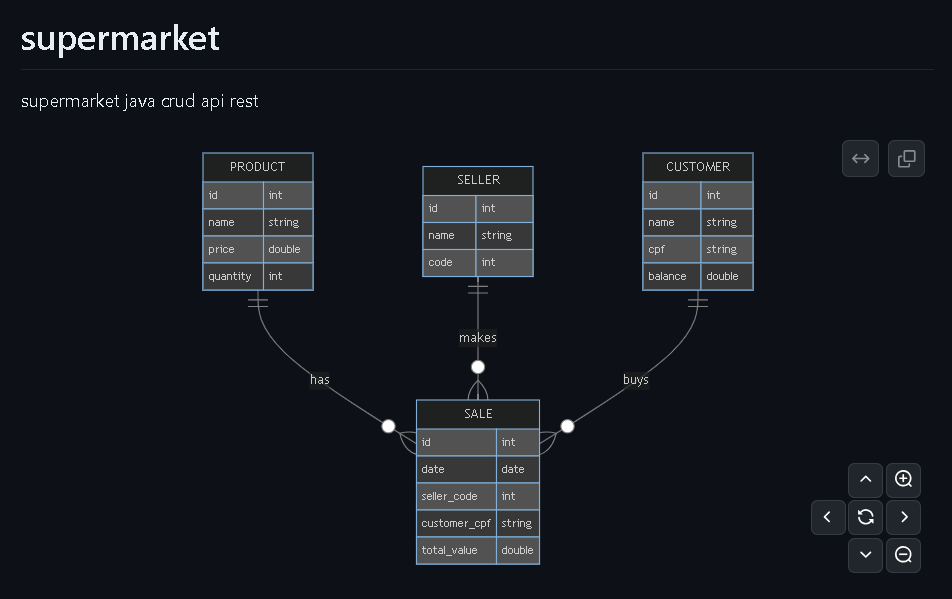 supermarket
supermarket java crud api rest
PRODUCT
id int
name string
price double
quantity int
SELLER
id int
name string
code int
CUSTOMER
id int
name string
cpf string
balance double
makes
has
buys
SALE
id int
date date
seller_code int
customer_cpf string
total_value double